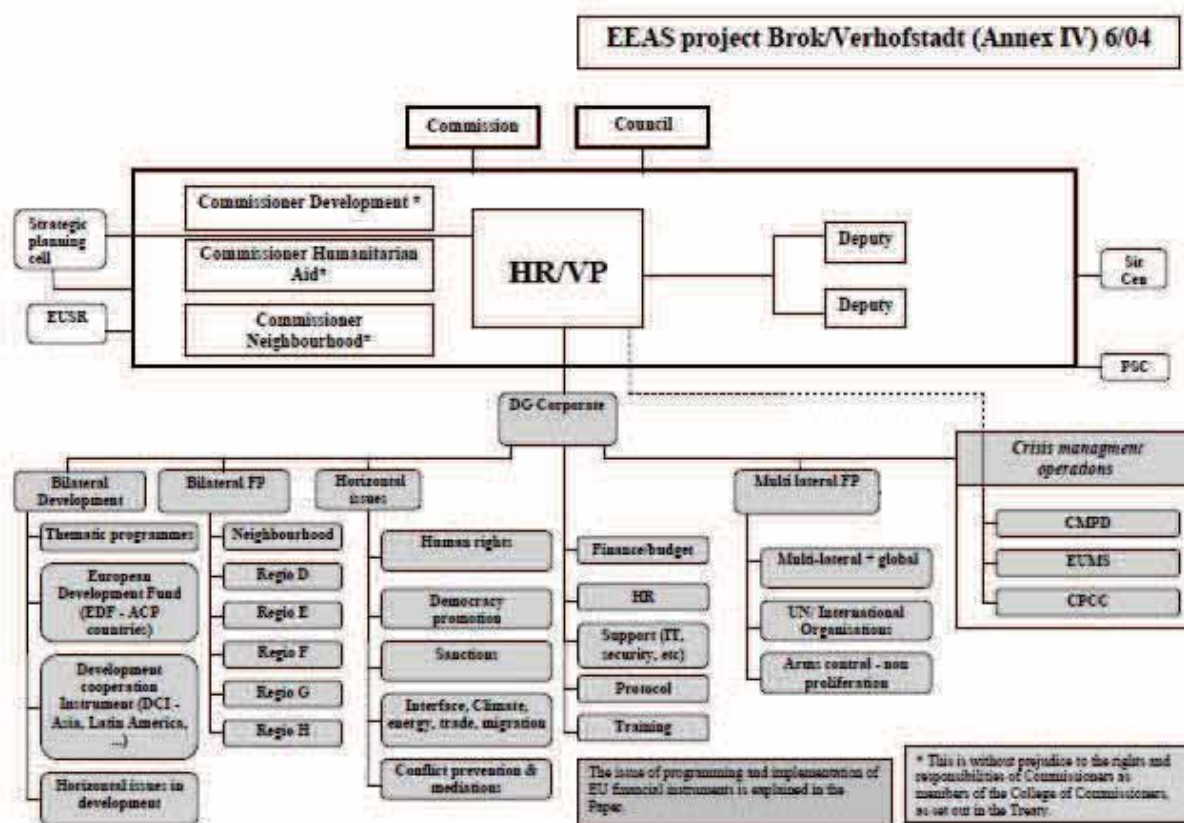 EEAS project Brok/Verhofstadt (Annex IV) 6/04
Commission
Council
Commissioner Development *
Strategic
planning
cell
Commissioner Humanitarian
Aid*
HR/VP
Deputy
Sit
Cen
EUSR
Commissioner
Neighbourhood*
Deputy
PSC
DG Corporate
Crisis managment
operations
Bilateral
Development
Bilateral FP
Horizontal
issues
Multi lateral FP
Thematic programmes
European
Development Fund
(EDF - ACP
countries)
Development
cooperation
Instrument (DCI -
Asia, Latin America,
...)
Horizontal issues in
development
Neighbourhood
Regio D
Regio E
Regio F
Regio G
Regio H
Human rights
Democracy
promotion
Sanctions
Interface, Climate,
energy, trade, migration
Conflict prevention &
mediations
Finance/budget
HR
Support (IT,
security, etc)
Protocol
Training
Multi-lateral + global
UN/ International
Organisations
Arms control - non
proliferation
CMPD
EUMS
CPCC
The issue of programming and implementation of
EU financial instruments is explained in the
Paper.
* This is without prejudice to the rights and
responsibilities of Commissioners as
members of the College of Commissioners,
as set out in the Treaty.